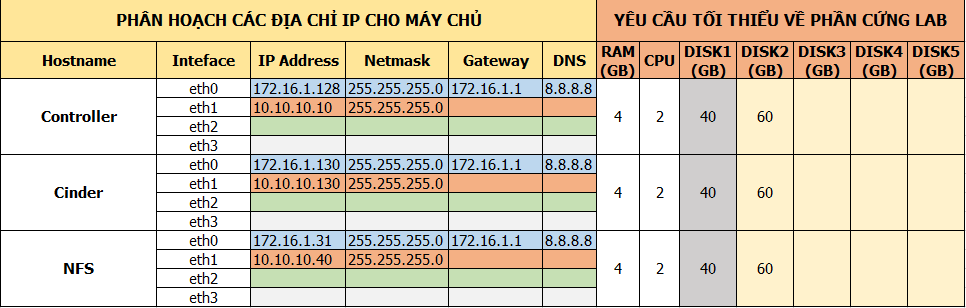 PHÂN HOẠCH CÁC ĐỊA CHỈ IP CHO MÁY CHỦ YÊU CẦU TỐI THIỂU VỀ PHẦN CỨNG LAB
Hostname Inteface IP Address Netmask Gateway DNS RAM (GB) CPU DISK1 (GB) DISK2 (GB) DISK3 (GB) DISK4 (GB) DISK5 (GB)
Controller 4 2 40 60
eth0 172.16.1.128 255.255.255.0 172.16.1.1 8.8.8.8
eth1 10.10.10.10 255.255.255.0
eth2
eth3
Cinder 4 2 40 60
eth0 172.16.1.130 255.255.255.0 172.16.1.1 8.8.8.8
eth1 10.10.10.130 255.255.255.0
eth2
eth3
NFS 4 2 40 60
eth0 172.16.1.31 255.255.255.0 172.16.1.1 8.8.8.8
eth1 10.10.10.40 255.255.255.0
eth2
eth3